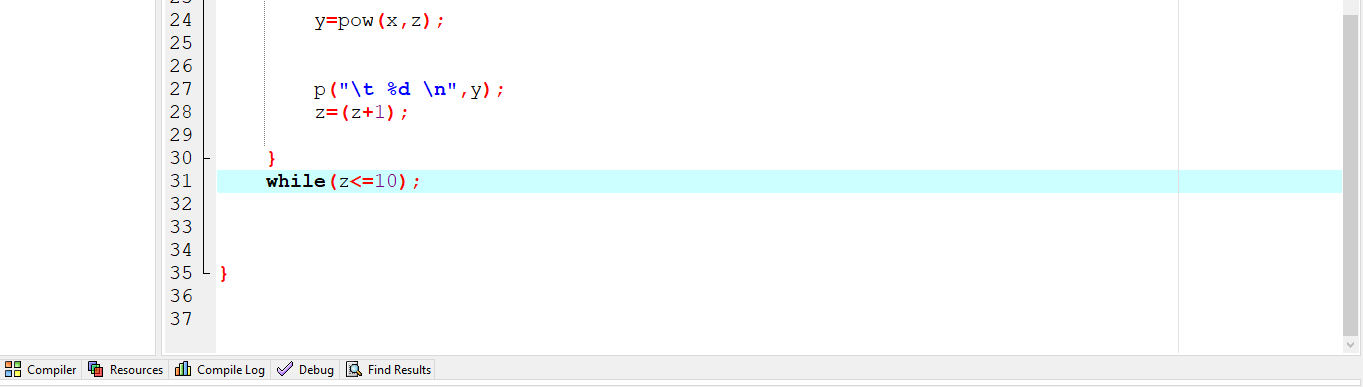 24 y=pow(x,z);
25
26
27 p("\t %d \n",y);
28 z=(z+1);
29
30 }
31 while(z<=10);
32
33
34
35 }
36
37
Compiler Resources Compile Log Debug Find Results